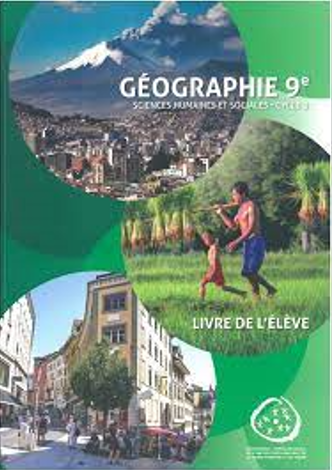 GÉOGRAPHIE 9e
SCIENCES HUMAINES ET SOCIALES • CYCLE 3
LIVRE DE L'ÉLÈVE